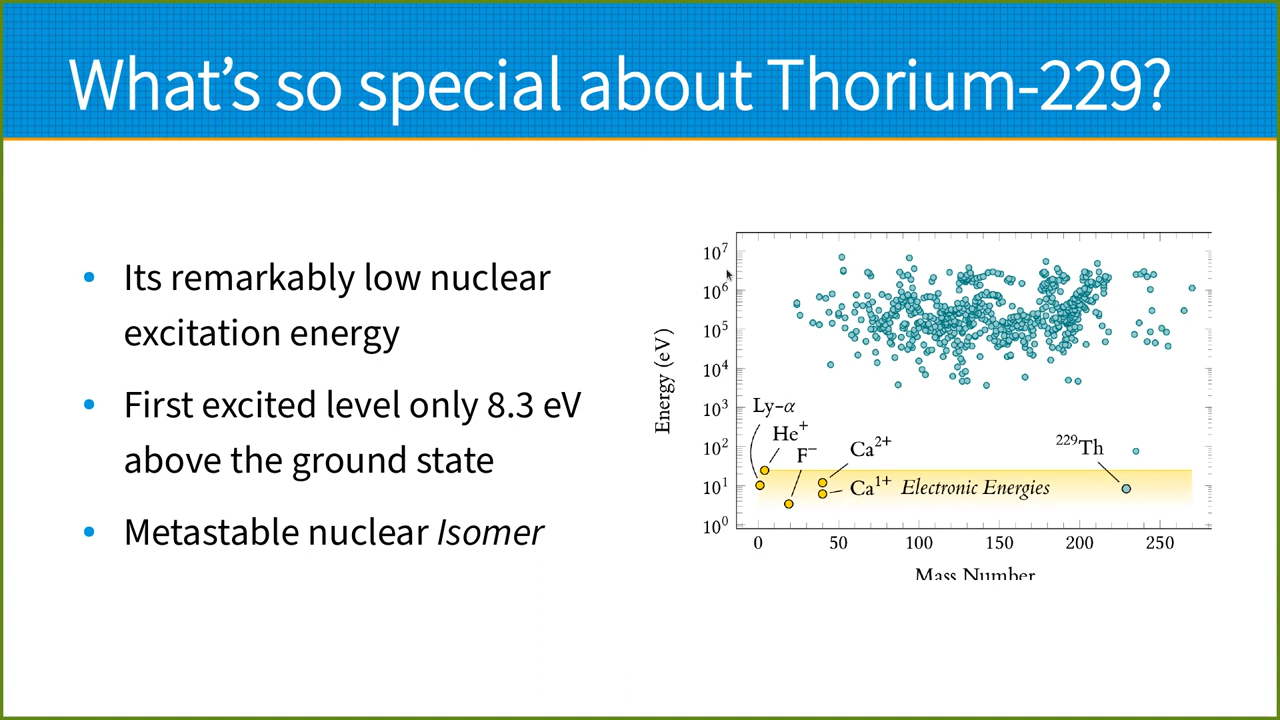 What’s so special about Thorium-229?
• Its remarkably low nuclear
excitation energy
• First excited level only 8.3 eV
above the ground state
• Metastable nuclear Isomer
Energy (eV)
10⁷
10⁶
10⁵
10⁴
10³
10²
10¹
10⁰
Ly-α
He⁺
F⁻
Ca²⁺
Ca¹⁺ Electronic Energies
²²⁹Th
0 50 100 150 200 250
Mass Number